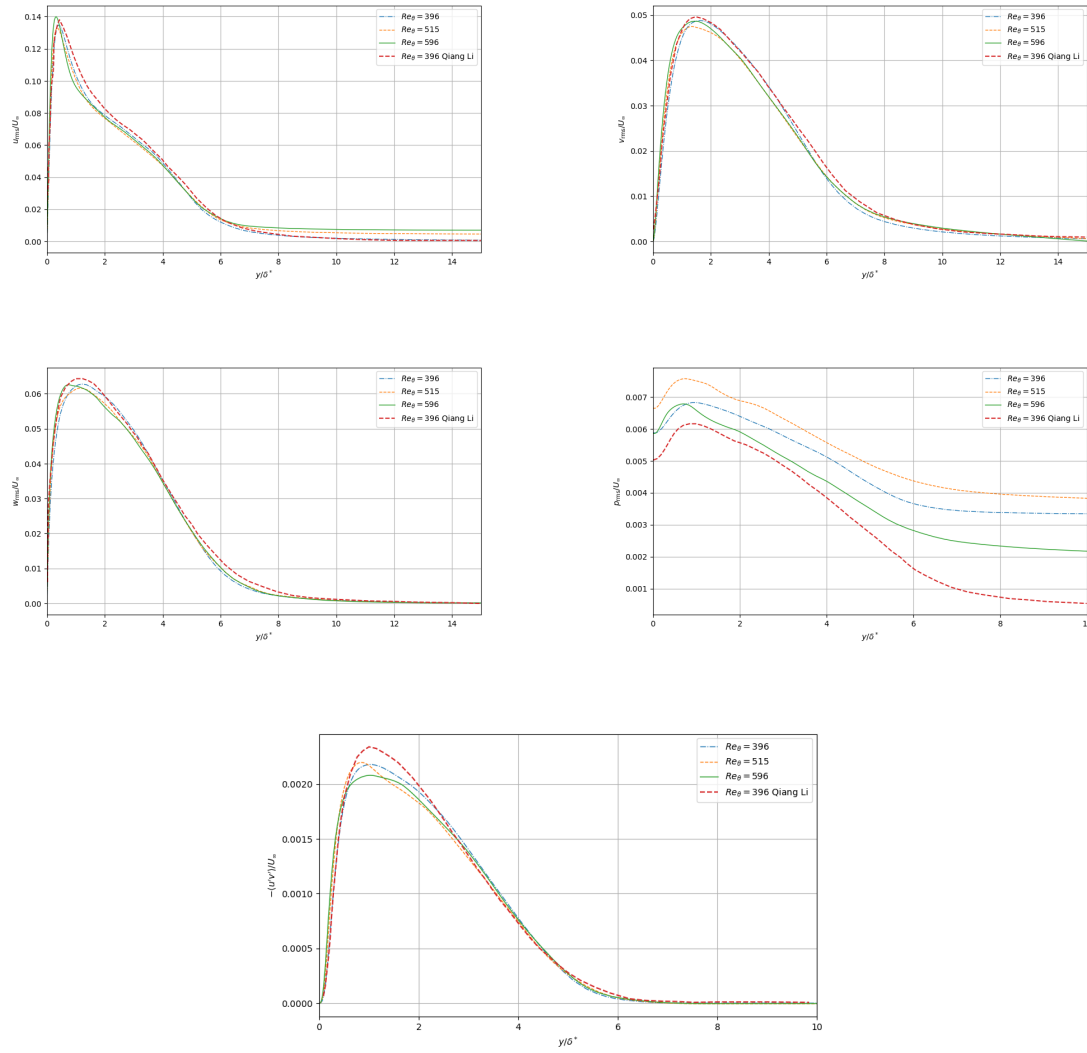 0.14
0.12
0.10
0.08
0.06
0.04
0.02
0.00
u_rms/U_∞
0 2 4 6 8 10 12 14
y/δ*
Re_θ = 396
Re_θ = 515
Re_θ = 596
Re_θ = 396 Qiang Li
0.05
0.04
0.03
0.02
0.01
0.00
v_rms/U_∞
0 2 4 6 8 10 12 14
y/δ*
Re_θ = 396
Re_θ = 515
Re_θ = 596
Re_θ = 396 Qiang Li
0.06
0.05
0.04
0.03
0.02
0.01
0.00
w_rms/U_∞
0 2 4 6 8 10 12 14
y/δ*
Re_θ = 396
Re_θ = 515
Re_θ = 596
Re_θ = 396 Qiang Li
0.007
0.006
0.005
0.004
0.003
0.002
0.001
p_rms/U_∞
0 2 4 6 8 10
y/δ*
Re_θ = 396
Re_θ = 515
Re_θ = 596
Re_θ = 396 Qiang Li
0.0020
0.0015
0.0010
0.0005
0.0000
−⟨u'v'⟩/U_∞
0 2 4 6 8 10
y/δ*
Re_θ = 396
Re_θ = 515
Re_θ = 596
Re_θ = 396 Qiang Li